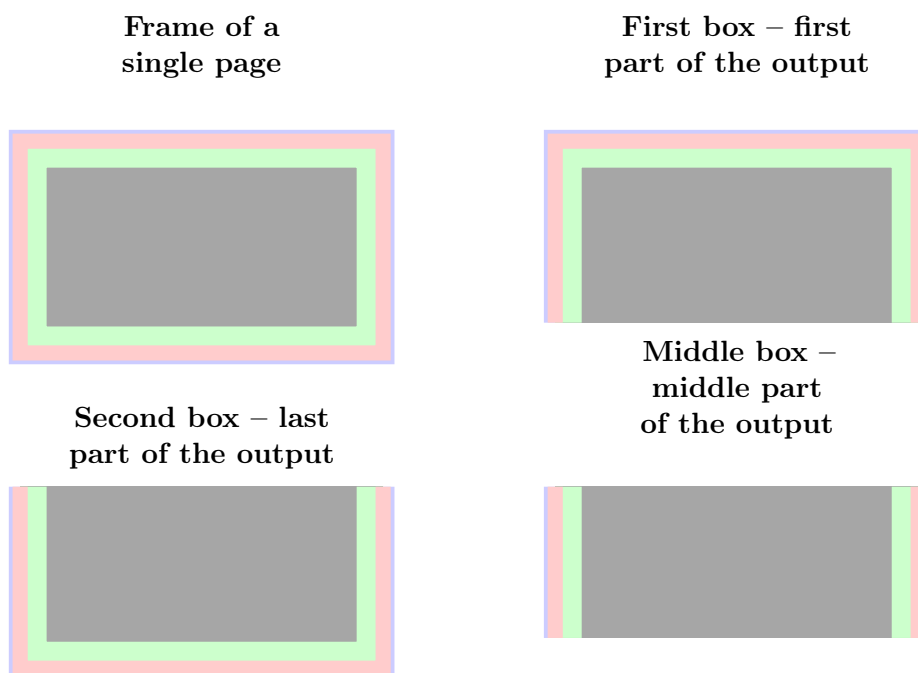 Frame of a
single page
First box – first
part of the output
Middle box –
middle part
of the output
Second box – last
part of the output